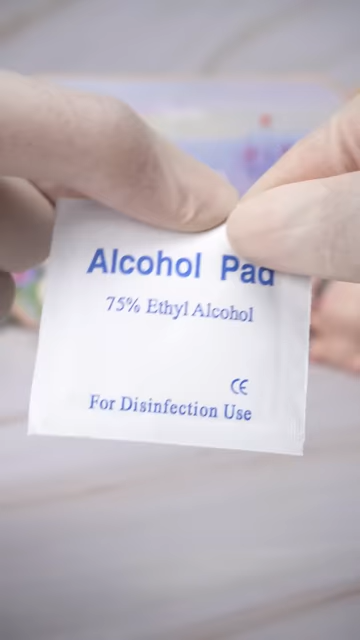 Alcohol Pad
75% Ethyl Alcohol
CE
For Disinfection Use